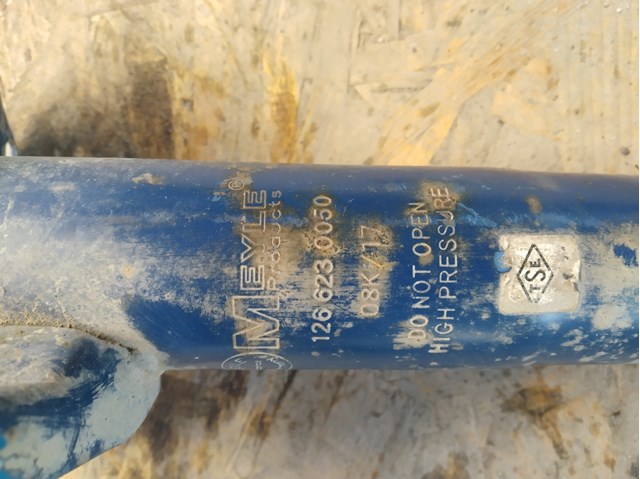 MEYLE®
Products
126 623 0050
08K/17
DO NOT OPEN
HIGH PRESSURE
TSE